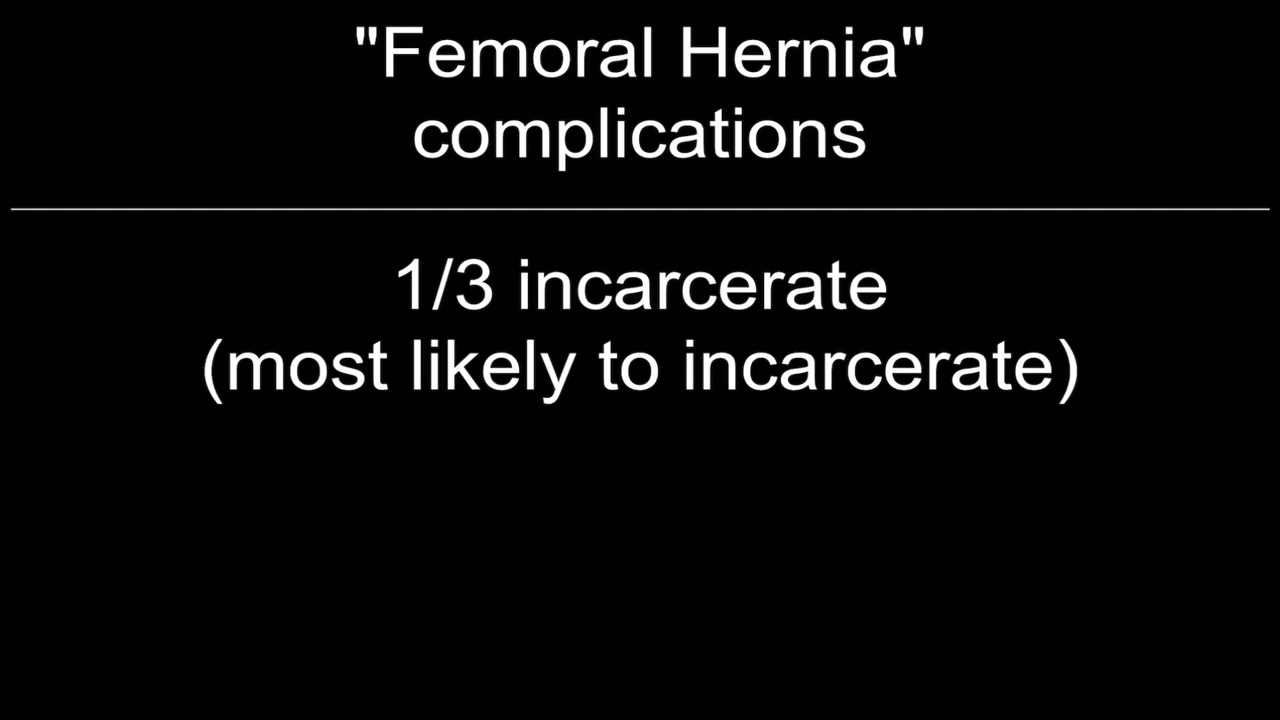 "Femoral Hernia"
complications
1/3 incarcerate
(most likely to incarcerate)